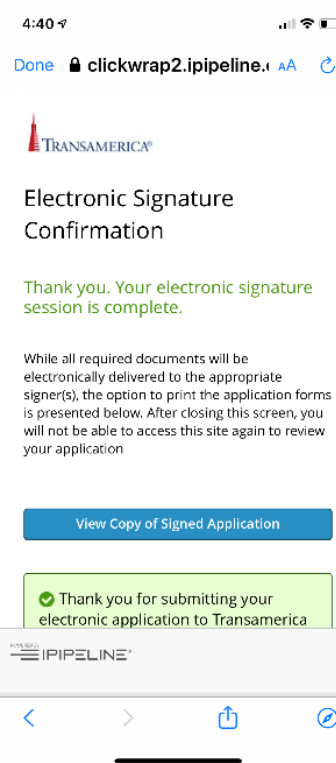 4:40
Done clickwrap2.ipipeline. AA
TRANSAMERICA®
Electronic Signature
Confirmation
Thank you. Your electronic signature
session is complete.
While all required documents will be
electronically delivered to the appropriate
signer(s), the option to print the application forms
is presented below. After closing this screen, you
will not be able to access this site again to review
your application
View Copy of Signed Application
Thank you for submitting your
electronic application to Transamerica
POWERED BY
IPIPELINE®